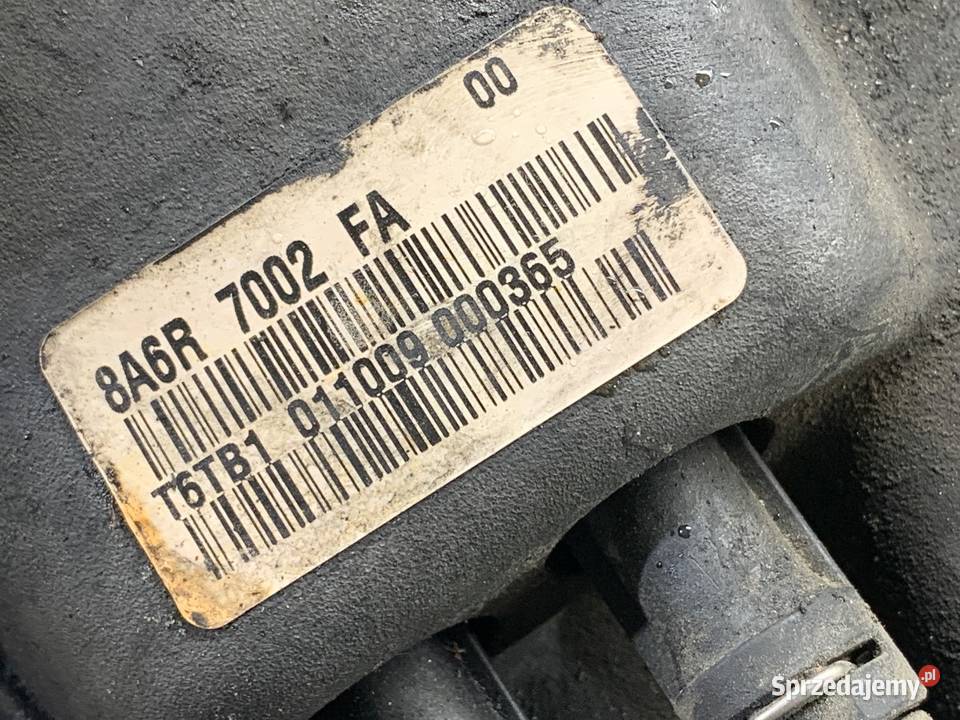 00
8A6R 7002 FA
T6TB1 011009 000365
Sprzedajemy.pl